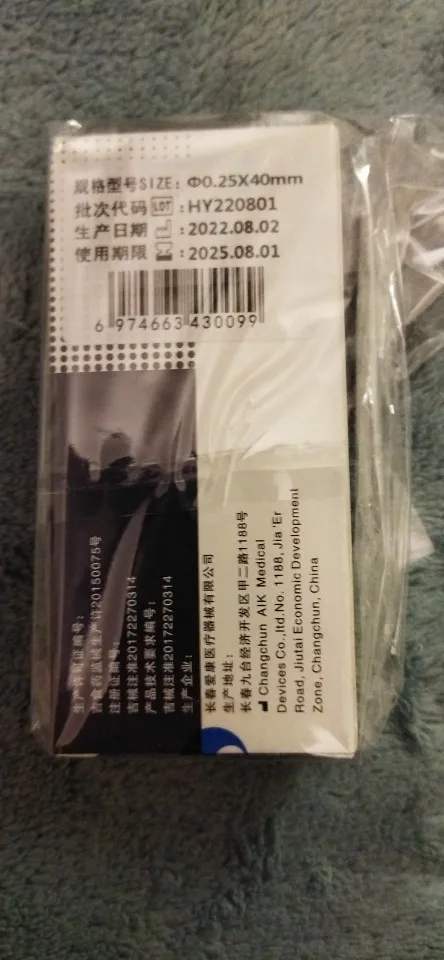 规格型号SIZE: Φ0.25X40mm
批次代码 LOT : HY220801
生产日期 : 2022.08.02
使用期限 : 2025.08.01
6 974663 430099
生产许可证编号:
吉食药监械生产许20150075号
注册证编号:
吉械注准20172270314
产品技术要求编号:
吉械注准20172270314
生产企业:
长春爱康医疗器械有限公司
生产地址:
长春九台经济开发区甲二路1188号
Changchun AIK Medical
Devices Co.,ltd.No. 1188, Jia 'Er
Road, Jiutai Economic Development
Zone, Changchun, China